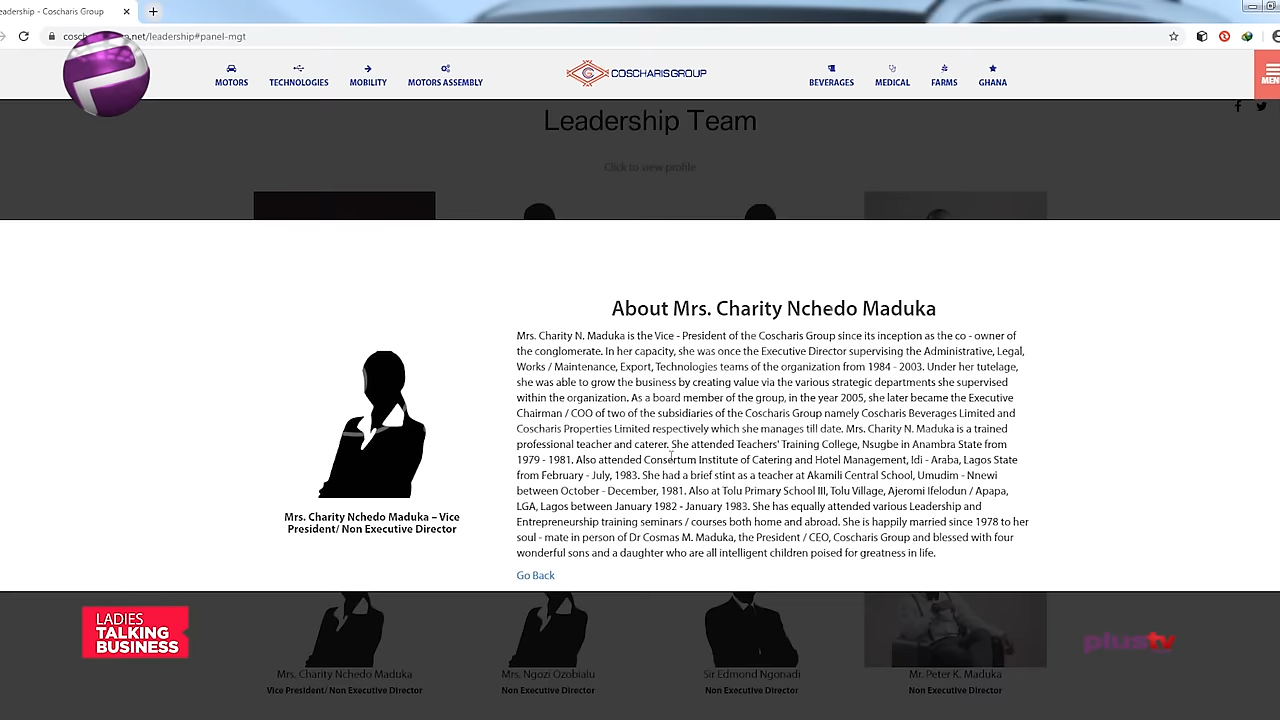 eadership - Coscharis Group
cosch .net/leadership#panel-mgt
MOTORS TECHNOLOGIES MOBILITY MOTORS ASSEMBLY COSCHARISGROUP BEVERAGES MEDICAL FARMS GHANA MEN
Leadership Team
Click to view profile
About Mrs. Charity Nchedo Maduka
Mrs. Charity N. Maduka is the Vice - President of the Coscharis Group since its inception as the co - owner of
the conglomerate. In her capacity, she was once the Executive Director supervising the Administrative, Legal,
Works / Maintenance, Export, Technologies teams of the organization from 1984 - 2003. Under her tutelage,
she was able to grow the business by creating value via the various strategic departments she supervised
within the organization. As a board member of the group, in the year 2005, she later became the Executive
Chairman / COO of two of the subsidiaries of the Coscharis Group namely Coscharis Beverages Limited and
Coscharis Properties Limited respectively which she manages till date. Mrs. Charity N. Maduka is a trained
professional teacher and caterer. She attended Teachers' Training College, Nsugbe in Anambra State from
1979 - 1981. Also attended Consertum Institute of Catering and Hotel Management, Idi - Araba, Lagos State
from February - July, 1983. She had a brief stint as a teacher at Akamili Central School, Umudim - Nnewi
between October - December, 1981. Also at Tolu Primary School III, Tolu Village, Ajeromi Ifelodun / Apapa,
LGA, Lagos between January 1982 - January 1983. She has equally attended various Leadership and
Entrepreneurship training seminars / courses both home and abroad. She is happily married since 1978 to her
soul - mate in person of Dr Cosmas M. Maduka, the President / CEO, Coscharis Group and blessed with four
wonderful sons and a daughter who are all intelligent children poised for greatness in life.
Go Back
Mrs. Charity Nchedo Maduka – Vice
President/ Non Executive Director
LADIES
TALKING
BUSINESS
plustv
Mrs. Charity Nchedo Maduka
Vice President/ Non Executive Director
Mrs. Ngozi Ozobialu
Non Executive Director
Sir Edmond Ngonadi
Non Executive Director
Mr. Peter K. Maduka
Non Executive Director